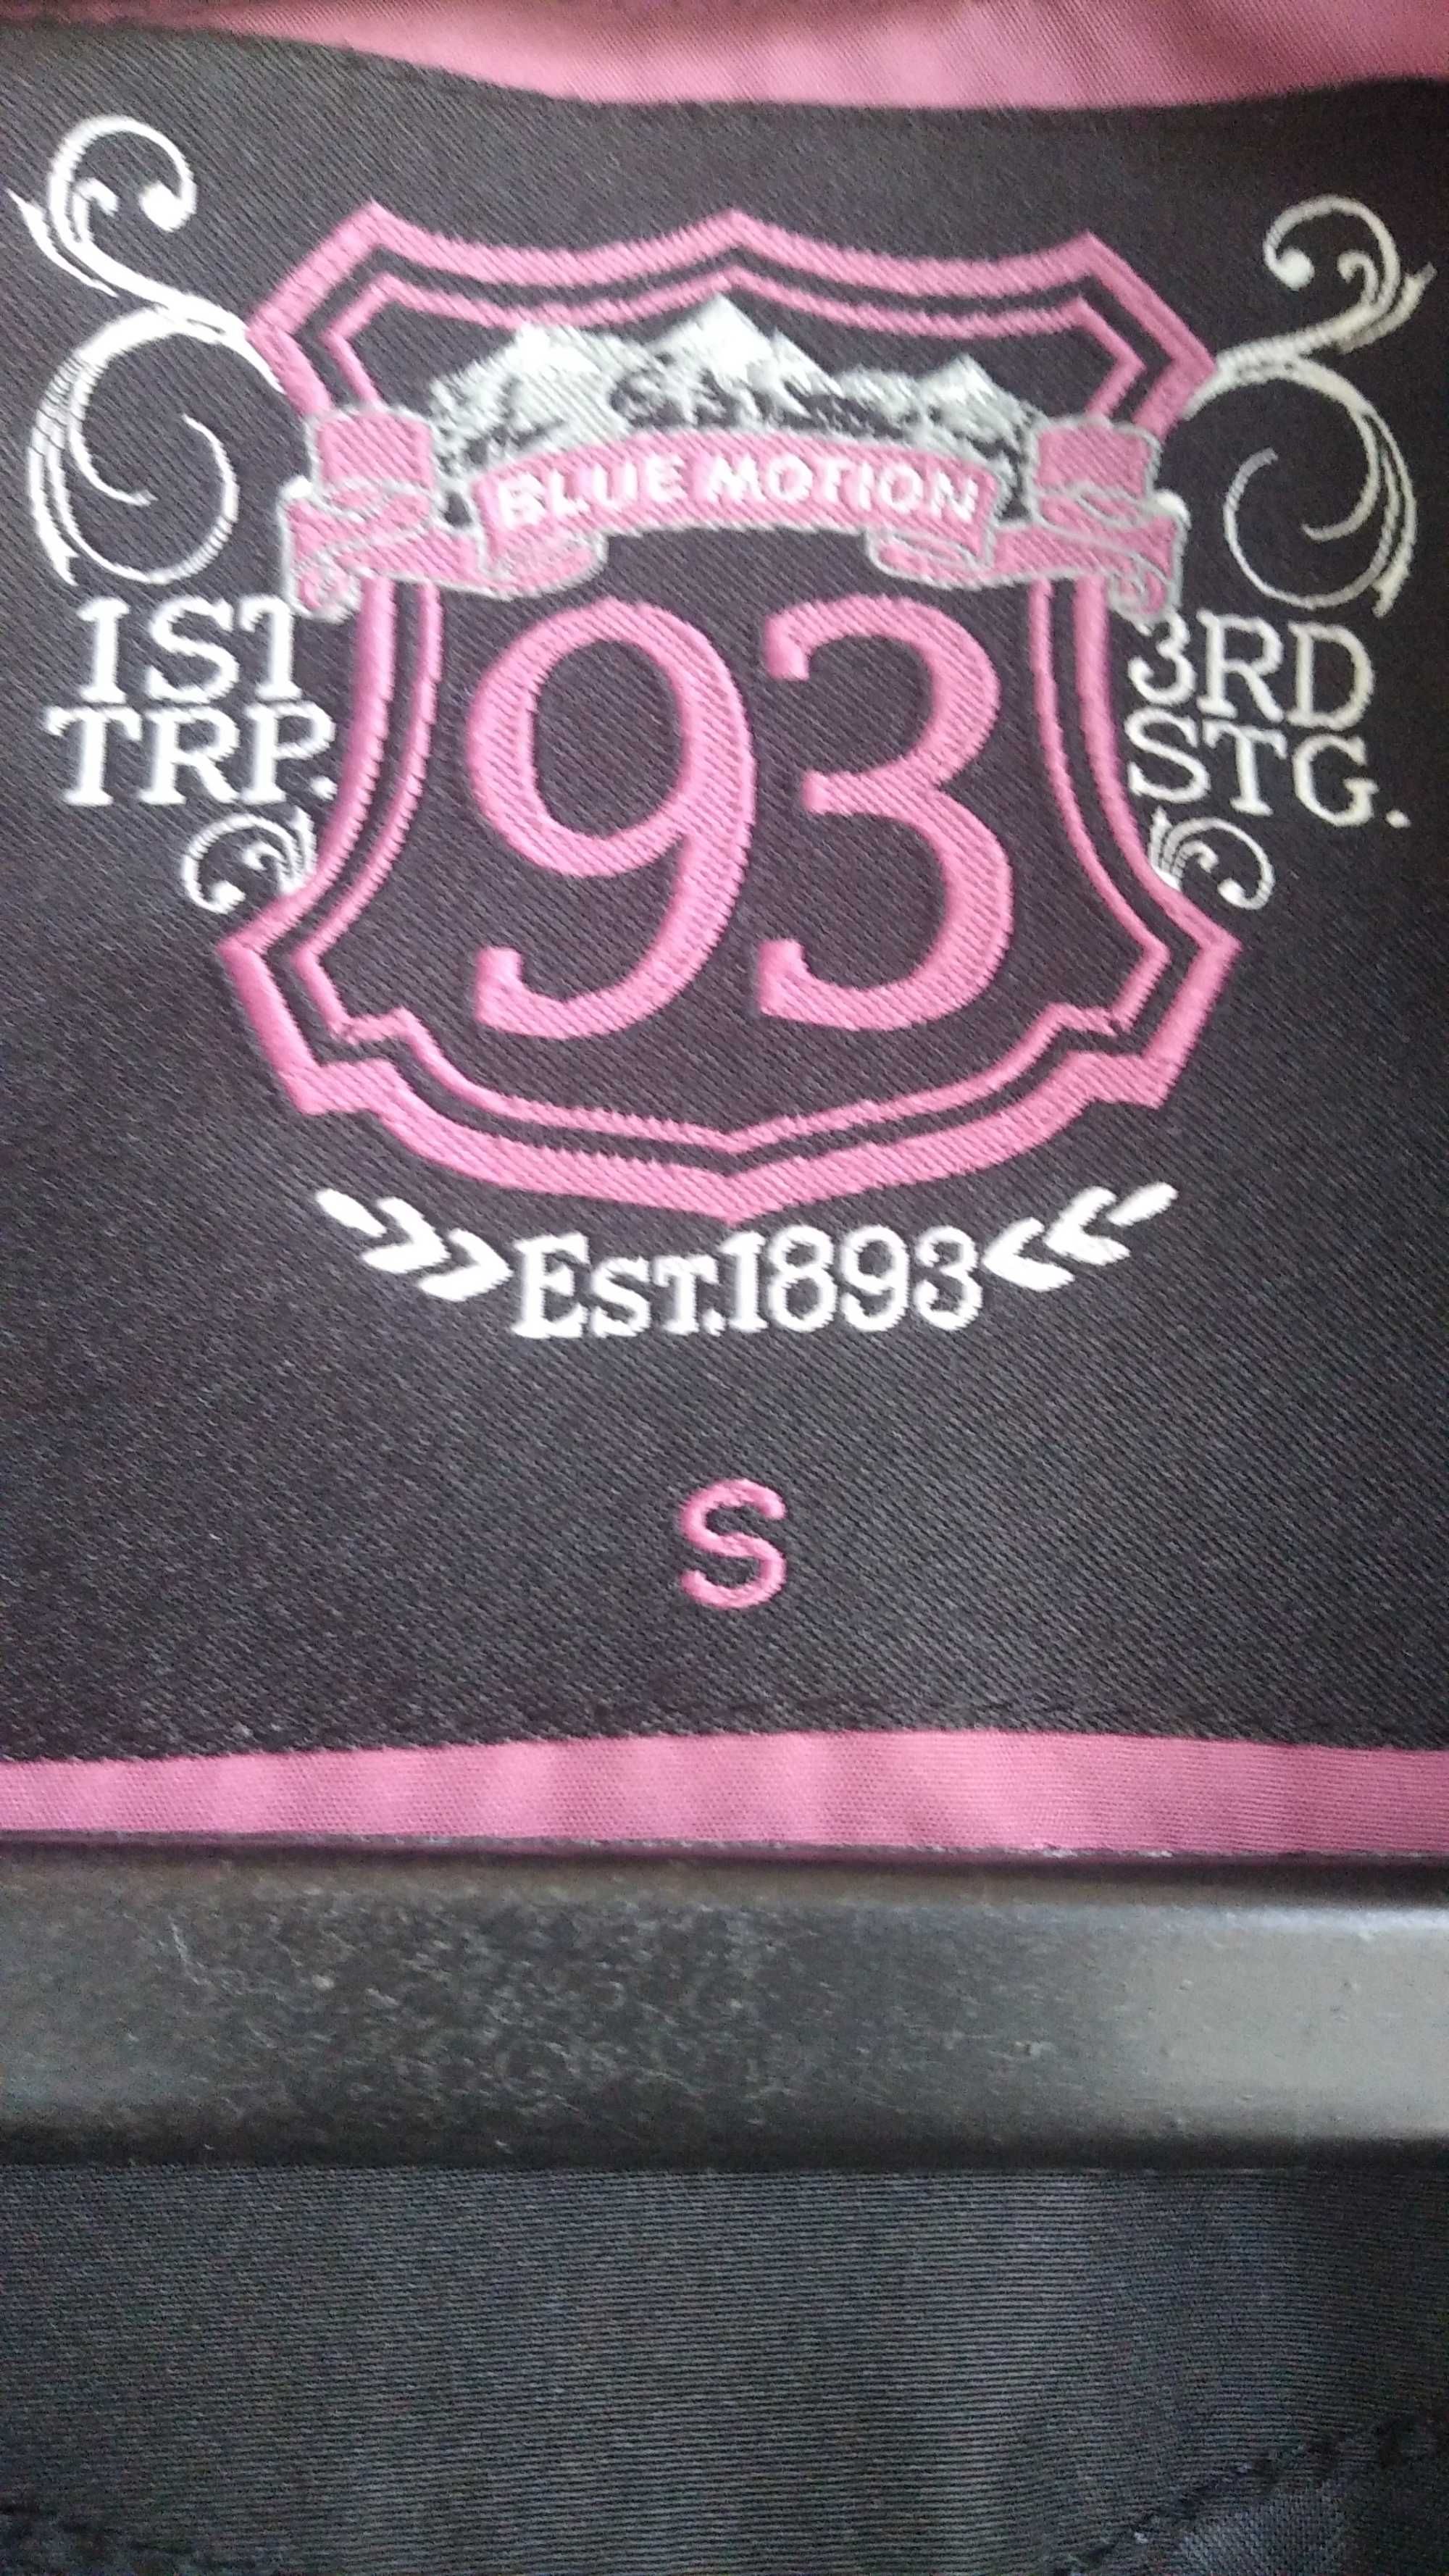 BLUE MOTION
1ST
TRP.
93
3RD
STG.
EST.1893
S